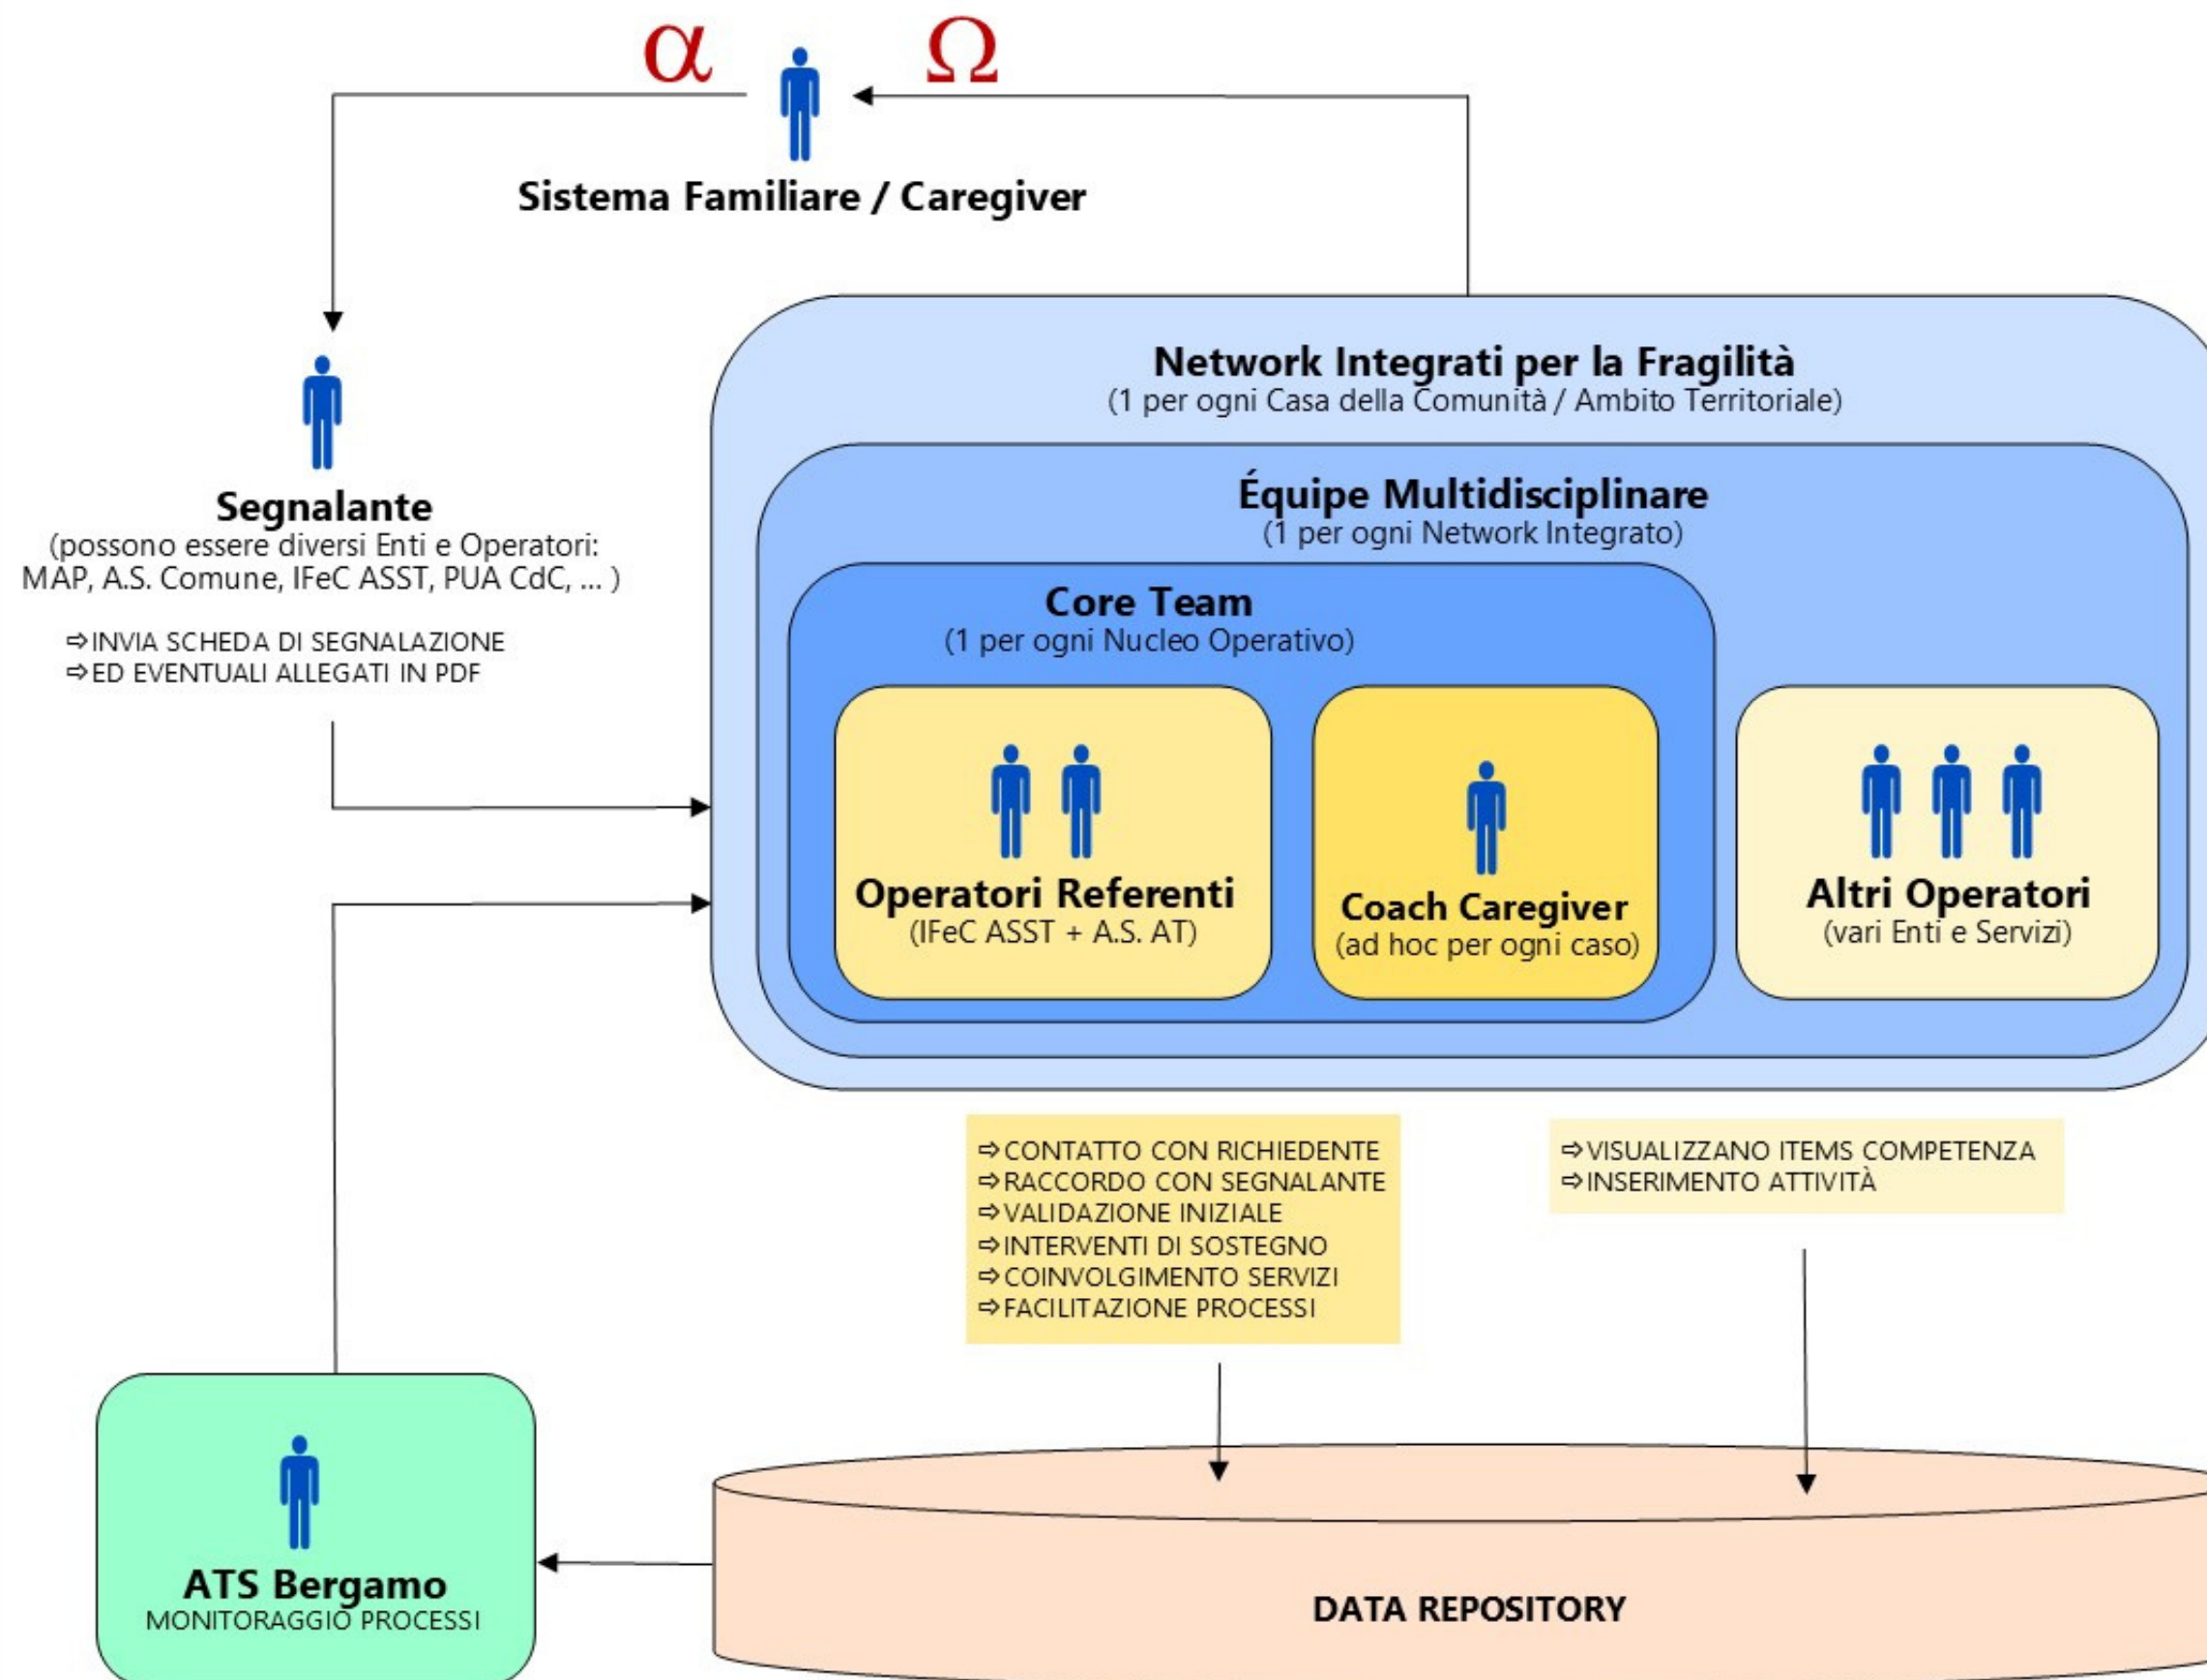 α
Ω
Sistema Familiare / Caregiver
Segnalante
(possono essere diversi Enti e Operatori:
MAP, A.S. Comune, IFeC ASST, PUA CdC, ... )
⇨INVIA SCHEDA DI SEGNALAZIONE
⇨ED EVENTUALI ALLEGATI IN PDF
Network Integrati per la Fragilità
(1 per ogni Casa della Comunità / Ambito Territoriale)
Équipe Multidisciplinare
(1 per ogni Network Integrato)
Core Team
(1 per ogni Nucleo Operativo)
Operatori Referenti
(IFeC ASST + A.S. AT)
Coach Caregiver
(ad hoc per ogni caso)
Altri Operatori
(vari Enti e Servizi)
⇨CONTATTO CON RICHIEDENTE
⇨RACCORDO CON SEGNALANTE
⇨VALIDAZIONE INIZIALE
⇨INTERVENTI DI SOSTEGNO
⇨COINVOLGIMENTO SERVIZI
⇨FACILITAZIONE PROCESSI
⇨VISUALIZZANO ITEMS COMPETENZA
⇨INSERIMENTO ATTIVITÀ
ATS Bergamo
MONITORAGGIO PROCESSI
DATA REPOSITORY